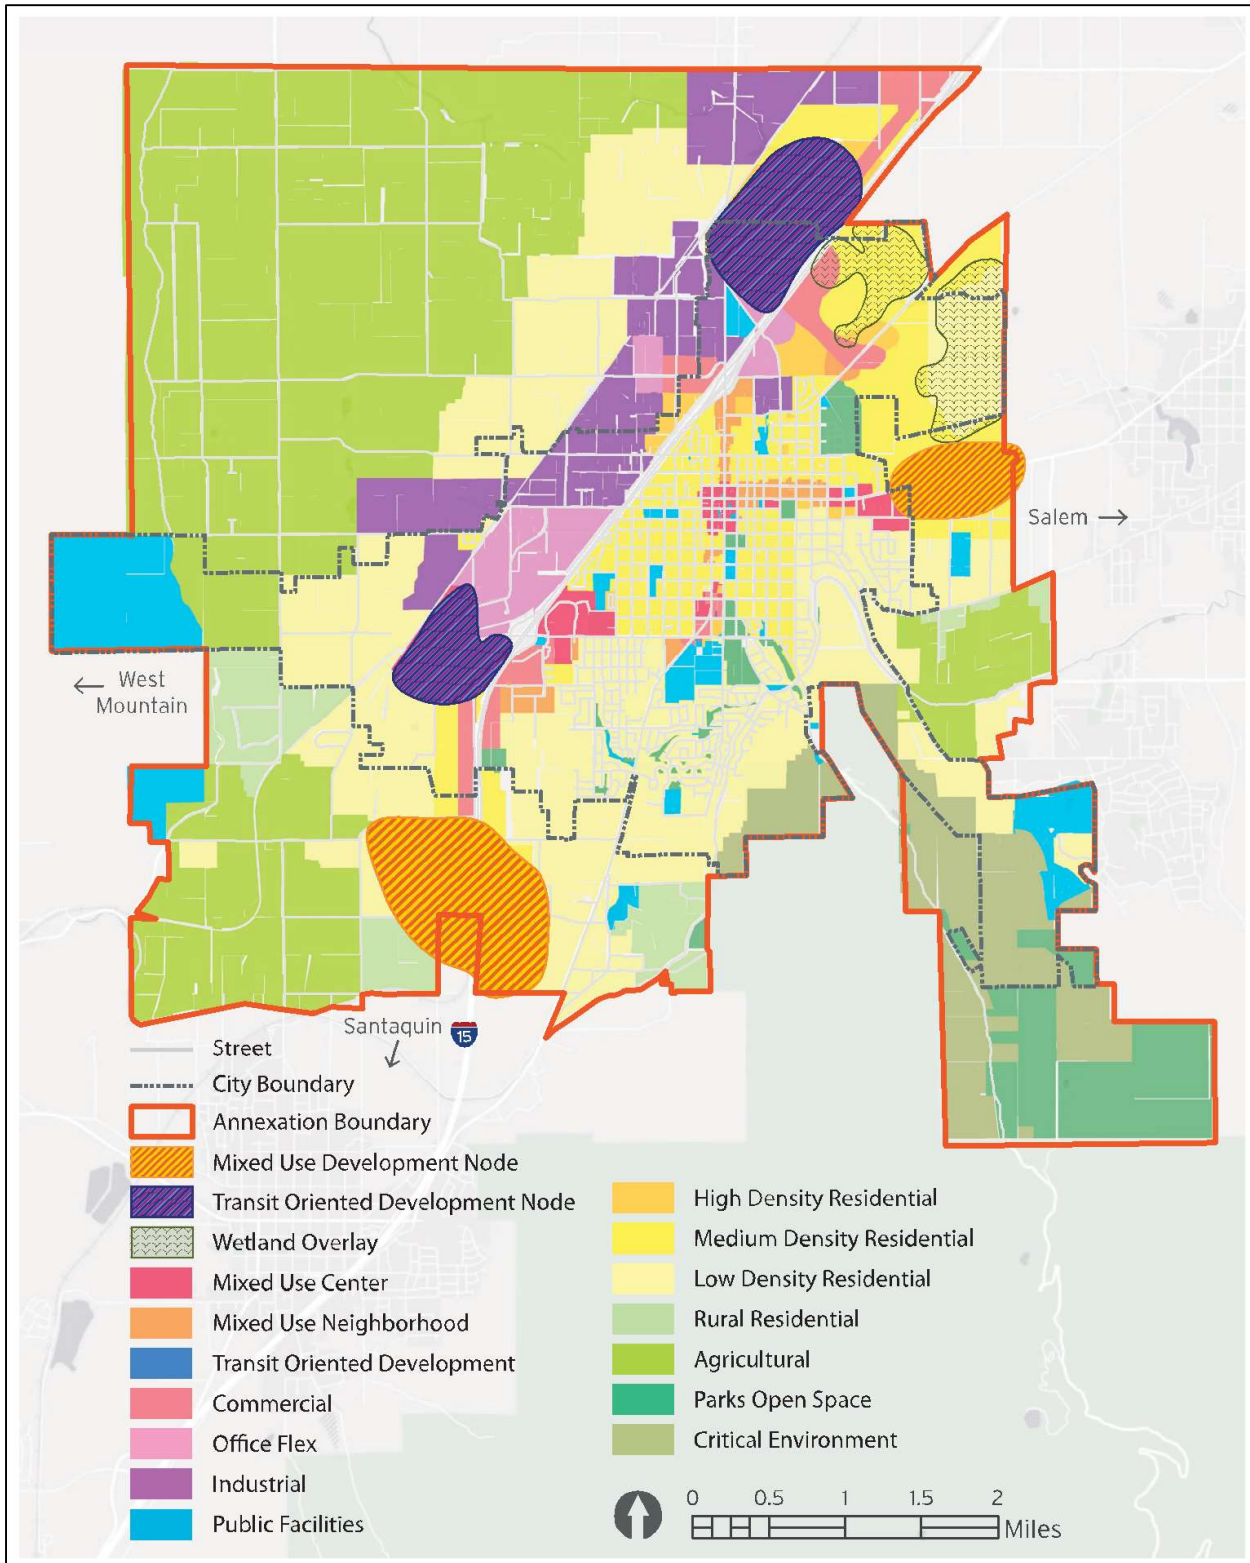 Salem →
← West
Mountain
Santaquin
15
Street
City Boundary
Annexation Boundary
Mixed Use Development Node
Transit Oriented Development Node
Wetland Overlay
Mixed Use Center
Mixed Use Neighborhood
Transit Oriented Development
Commercial
Office Flex
Industrial
Public Facilities
High Density Residential
Medium Density Residential
Low Density Residential
Rural Residential
Agricultural
Parks Open Space
Critical Environment
0 0.5 1 1.5 2
Miles